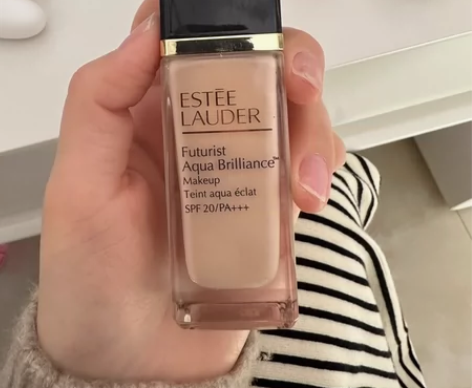 ESTĒE
LAUDER
Futurist
Aqua Brilliance™
Makeup
Teint aqua éclat
SPF 20/PA+++